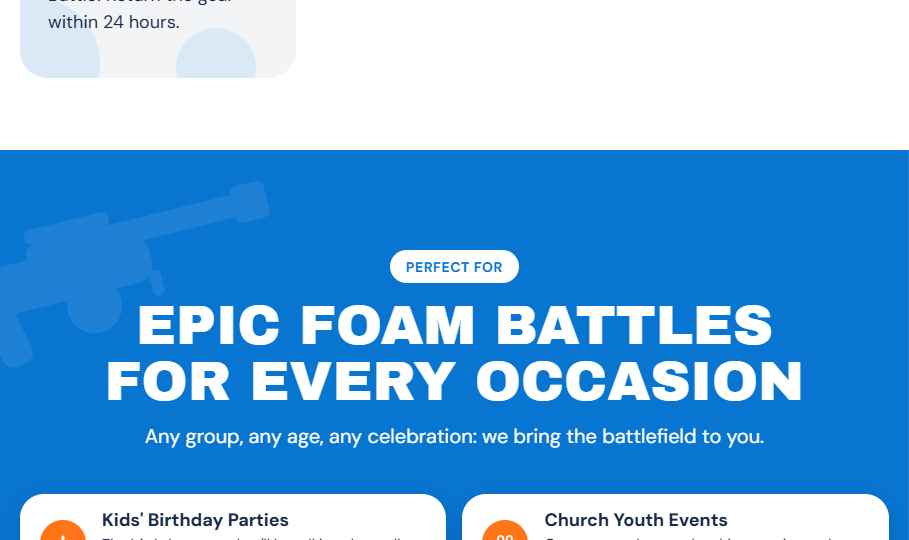 within 24 hours.
PERFECT FOR
EPIC FOAM BATTLES
FOR EVERY OCCASION
Any group, any age, any celebration: we bring the battlefield to you.
Kids' Birthday Parties
Church Youth Events